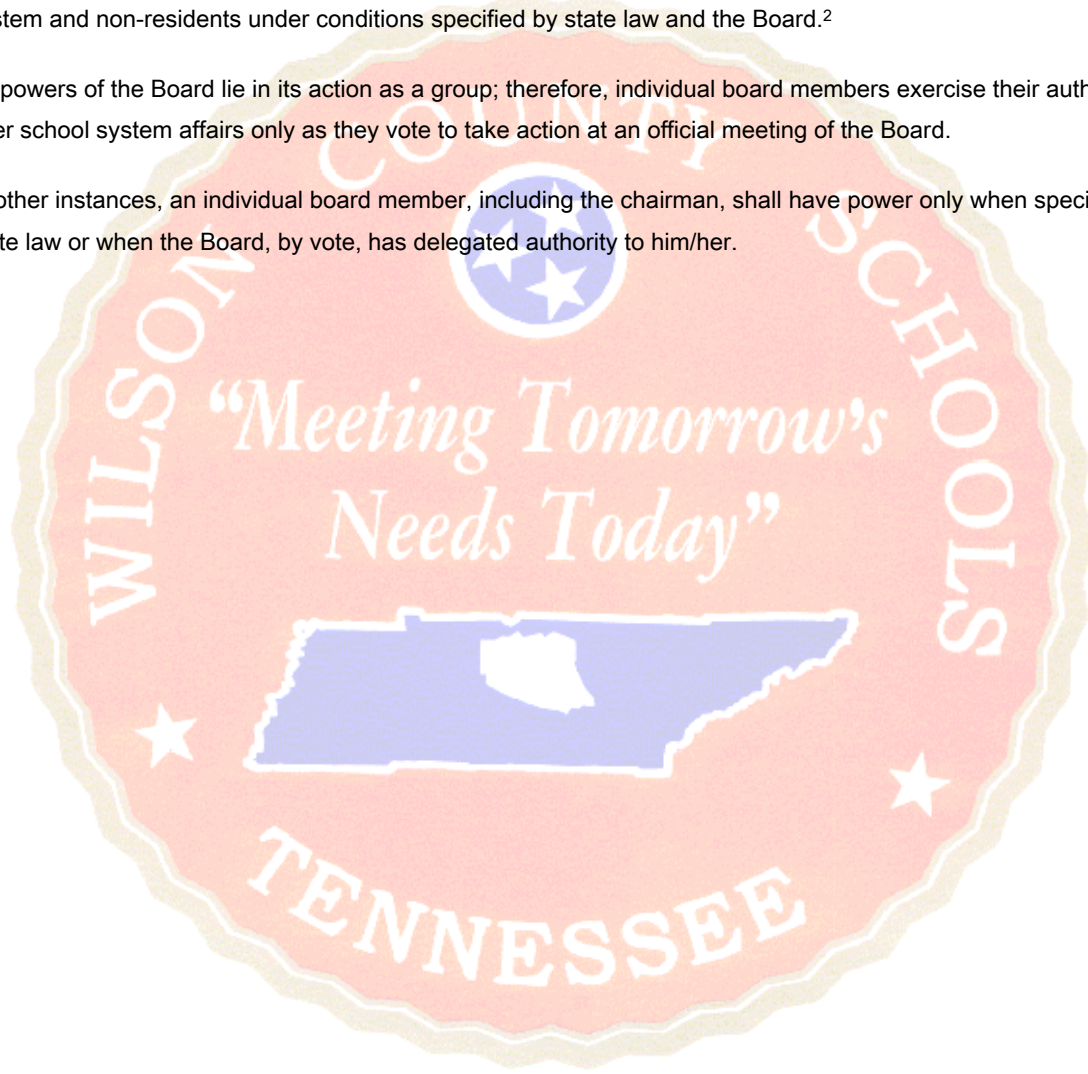 stem and non-residents under conditions specified by state law and the Board.²
powers of the Board lie in its action as a group; therefore, individual board members exercise their auth
er school system affairs only as they vote to take action at an official meeting of the Board.
other instances, an individual board member, including the chairman, shall have power only when speci
te law or when the Board, by vote, has delegated authority to him/her.
WILSON COUNTY SCHOOLS
“Meeting Tomorrow's
Needs Today”
TENNESSEE